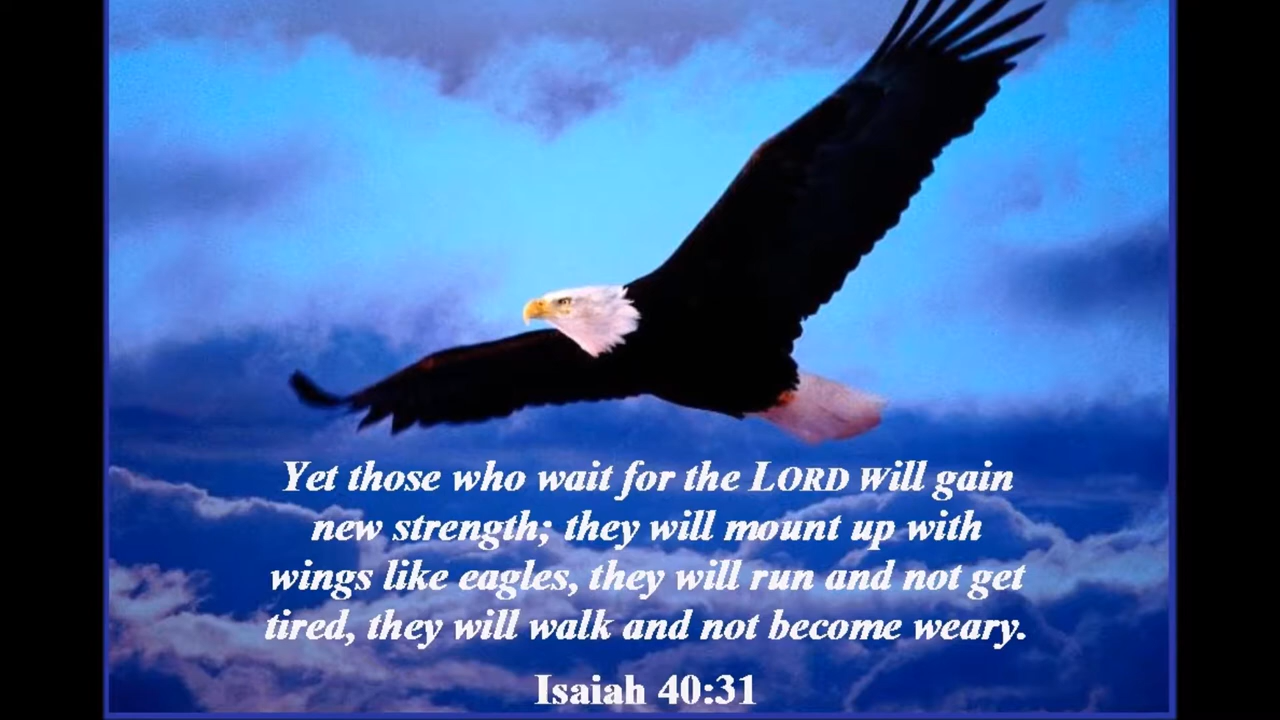 Yet those who wait for the LORD will gain
new strength; they will mount up with
wings like eagles, they will run and not get
tired, they will walk and not become weary.
Isaiah 40:31